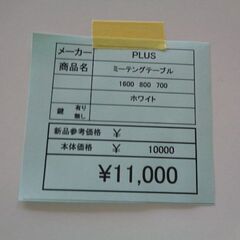 メーカー PLUS
商品名 ミーテングテーブル
1600 800 700
ホワイト
鍵 有り 無し
新品参考価格 ¥
本体価格 ¥ 10000
¥11,000